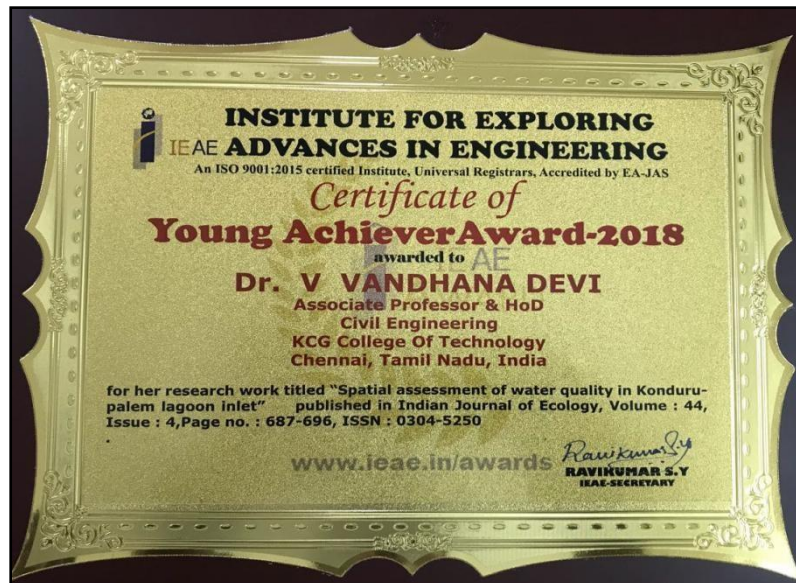 INSTITUTE FOR EXPLORING
IEAE ADVANCES IN ENGINEERING
An ISO 9001:2015 certified Institute, Universal Registrars, Accredited by EA-JAS
Certificate of
Young AchieverAward-2018
awarded to
IEAE
Dr. V VANDHANA DEVI
Associate Professor & HoD
Civil Engineering
KCG College Of Technology
Chennai, Tamil Nadu, India
for her research work titled "Spatial assessment of water quality in Konduru-
palem lagoon inlet" published in Indian Journal of Ecology, Volume : 44,
Issue : 4,Page no. : 687-696, ISSN : 0304-5250
.
Ravikumar S.Y
www.ieae.in/awards
RAVIKUMAR S.Y
IEAE-SECRETARY